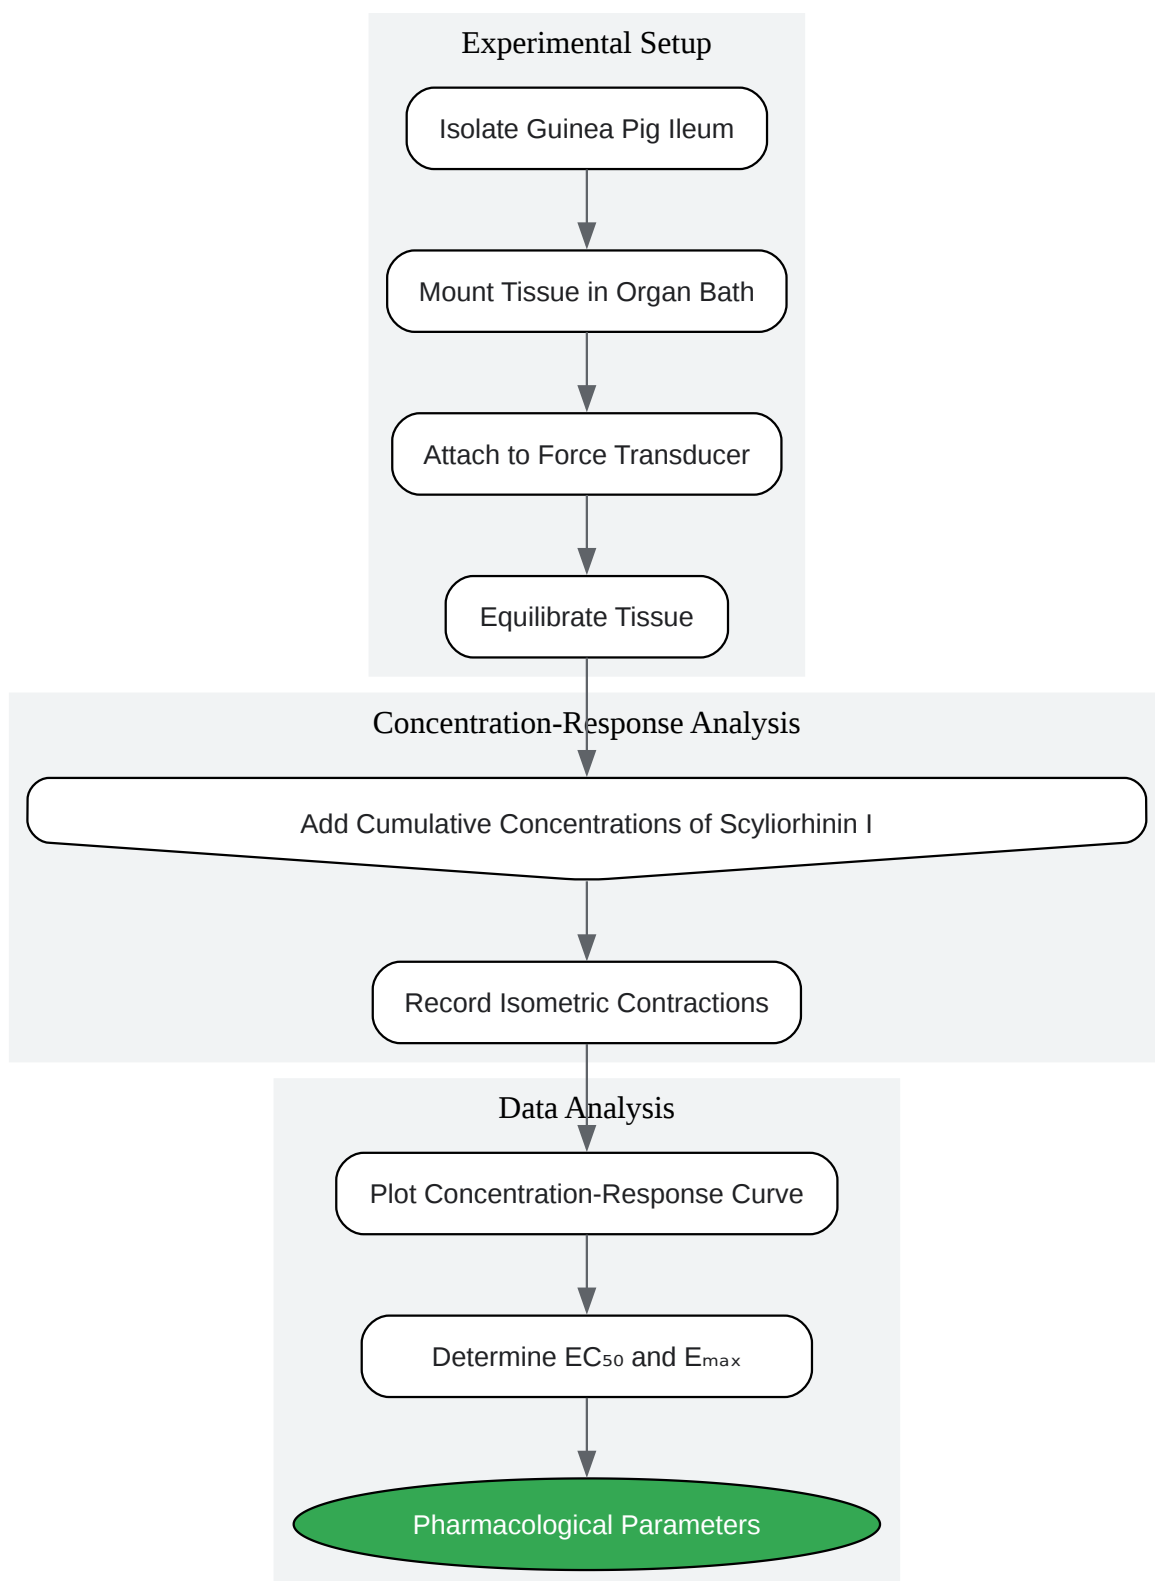 Experimental Setup
Isolate Guinea Pig Ileum
Mount Tissue in Organ Bath
Attach to Force Transducer
Equilibrate Tissue
Concentration-Response Analysis
Add Cumulative Concentrations of Scyliorhinin I
Record Isometric Contractions
Data Analysis
Plot Concentration-Response Curve
Determine EC₅₀ and Eₘₐₓ
Pharmacological Parameters